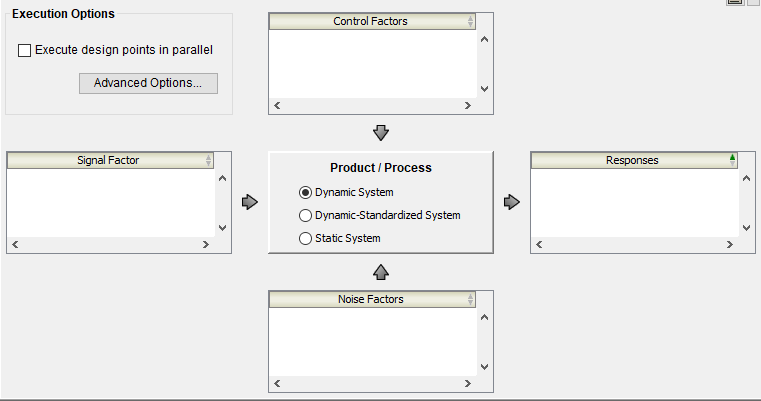 Execution Options
Execute design points in parallel
Advanced Options...
Control Factors
Signal Factor
Product / Process
Dynamic System
Dynamic-Standardized System
Static System
Responses
Noise Factors